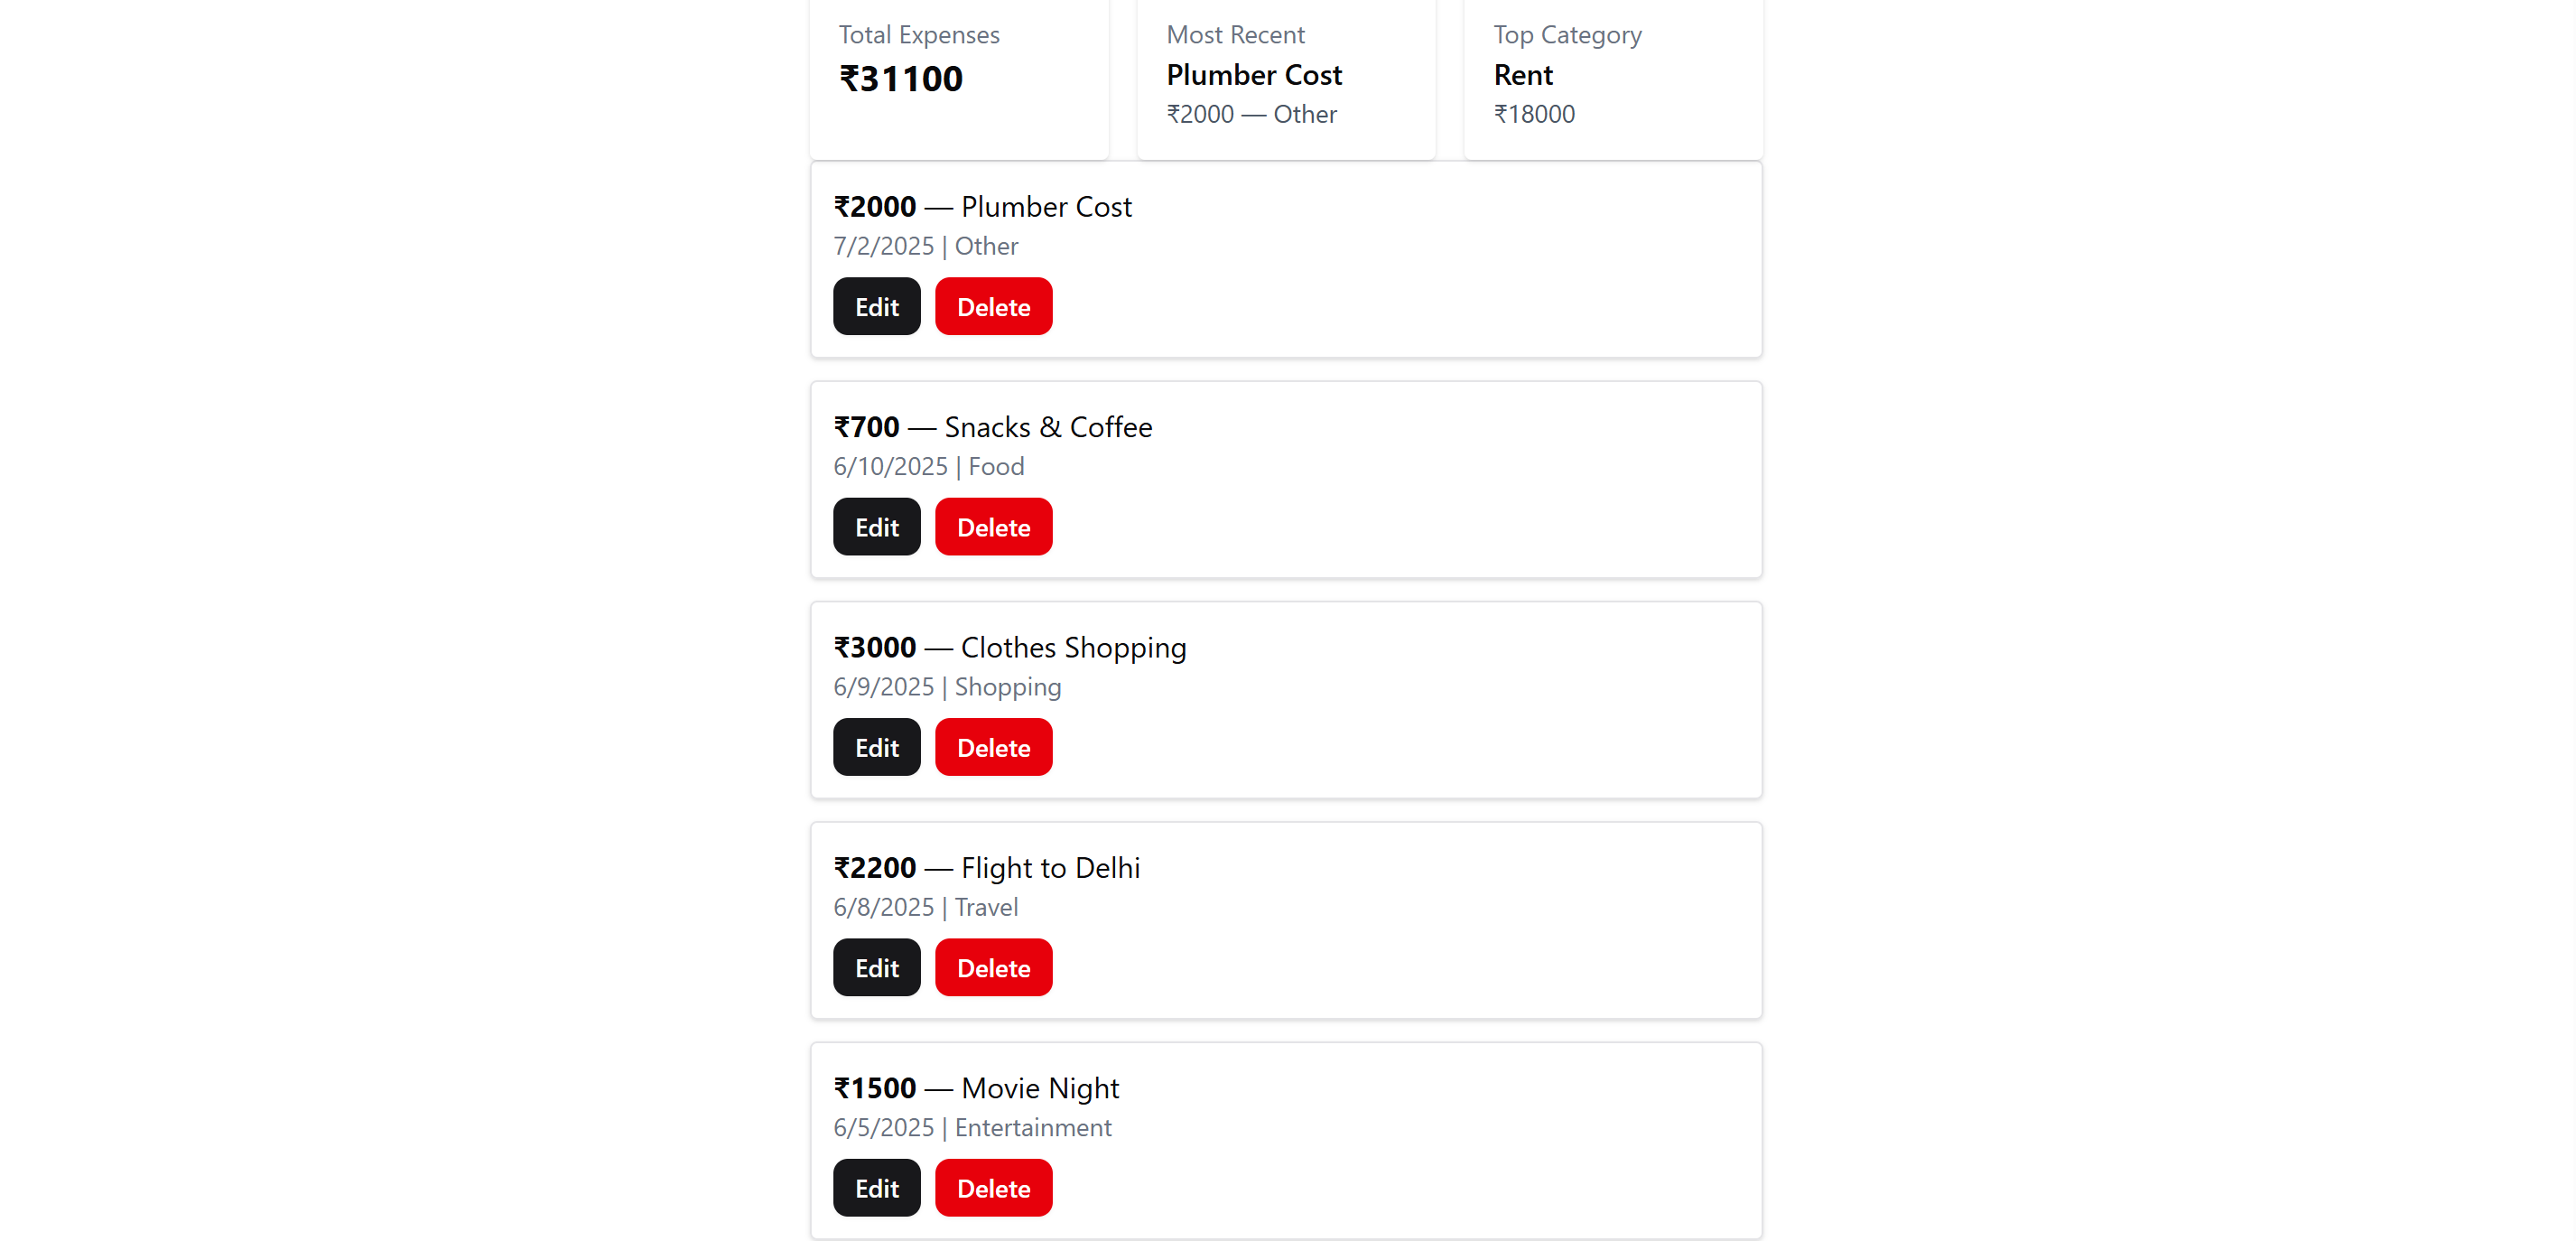 Total Expenses
₹31100
Most Recent
Plumber Cost
₹2000 — Other
Top Category
Rent
₹18000
₹2000 — Plumber Cost
7/2/2025 | Other
Edit Delete
₹700 — Snacks & Coffee
6/10/2025 | Food
Edit Delete
₹3000 — Clothes Shopping
6/9/2025 | Shopping
Edit Delete
₹2200 — Flight to Delhi
6/8/2025 | Travel
Edit Delete
₹1500 — Movie Night
6/5/2025 | Entertainment
Edit Delete